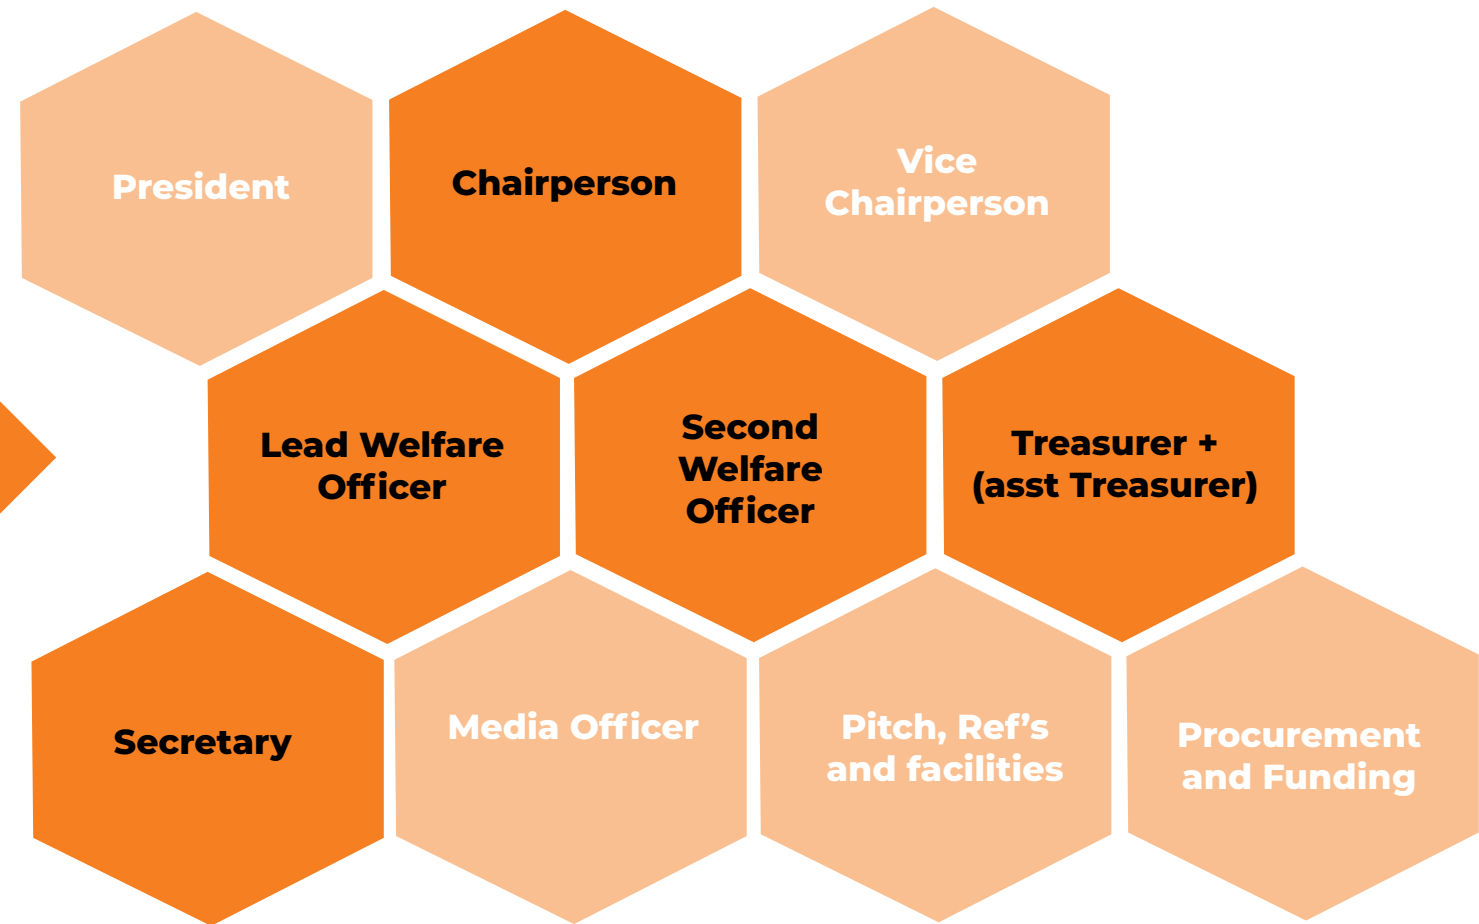 President
Chairperson
Vice
Chairperson
Lead Welfare
Officer
Second
Welfare
Officer
Treasurer +
(asst Treasurer)
Secretary
Media Officer
Pitch, Ref’s
and facilities
Procurement
and Funding